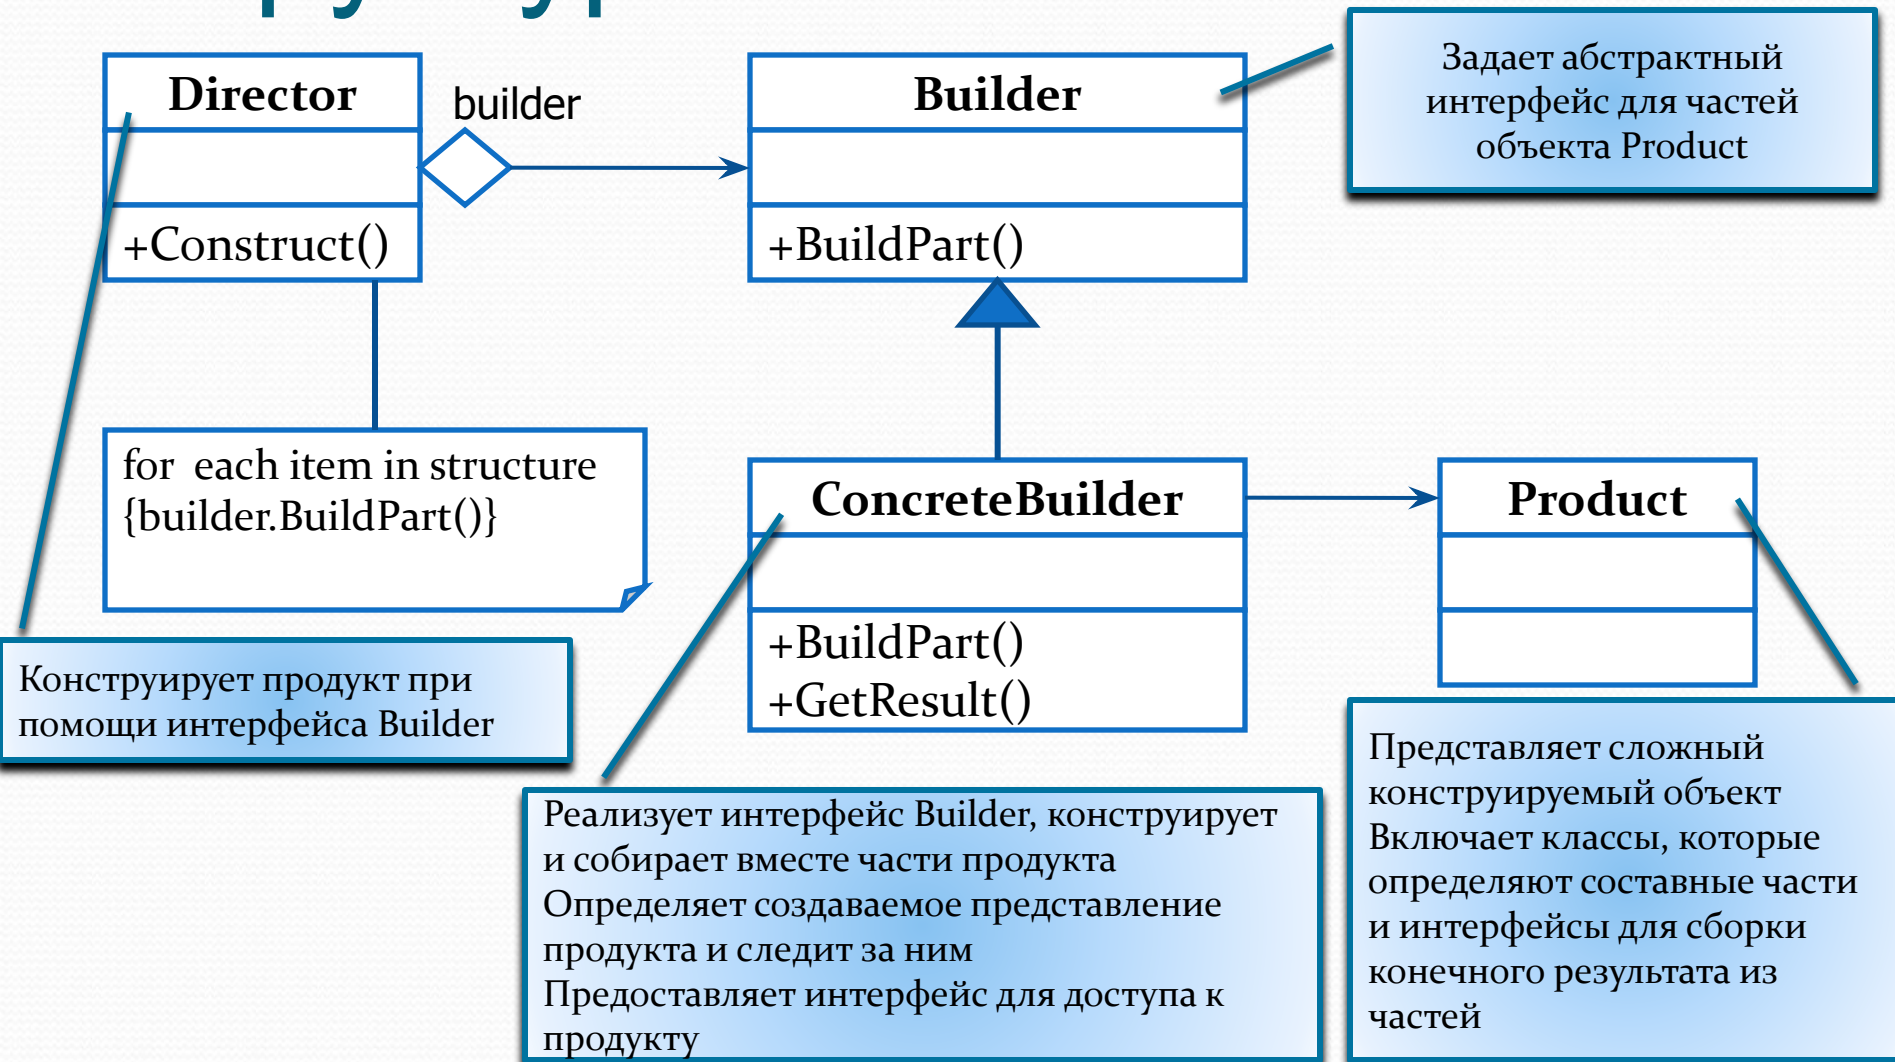 Director
builder
+Construct()
Builder
+BuildPart()
Задает абстрактный
интерфейс для частей
объекта Product
for each item in structure
{builder.BuildPart()}
ConcreteBuilder
+BuildPart()
+GetResult()
Product
Конструирует продукт при
помощи интерфейса Builder
Реализует интерфейс Builder, конструирует
и собирает вместе части продукта
Определяет создаваемое представление
продукта и следит за ним
Предоставляет интерфейс для доступа к
продукту
Представляет сложный
конструируемый объект
Включает классы, которые
определяют составные части
и интерфейсы для сборки
конечного результата из
частей